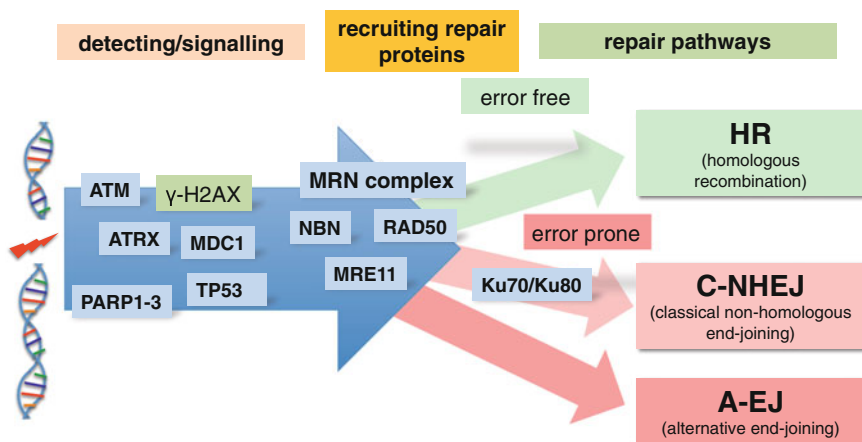 detecting/signalling
recruiting repair
proteins
repair pathways
error free
HR
(homologous
recombination)
ATM
γ-H2AX
MRN complex
ATRX
MDC1
NBN
RAD50
error prone
MRE11
Ku70/Ku80
PARP1-3
TP53
C-NHEJ
(classical non-homologous
end-joining)
A-EJ
(alternative end-joining)